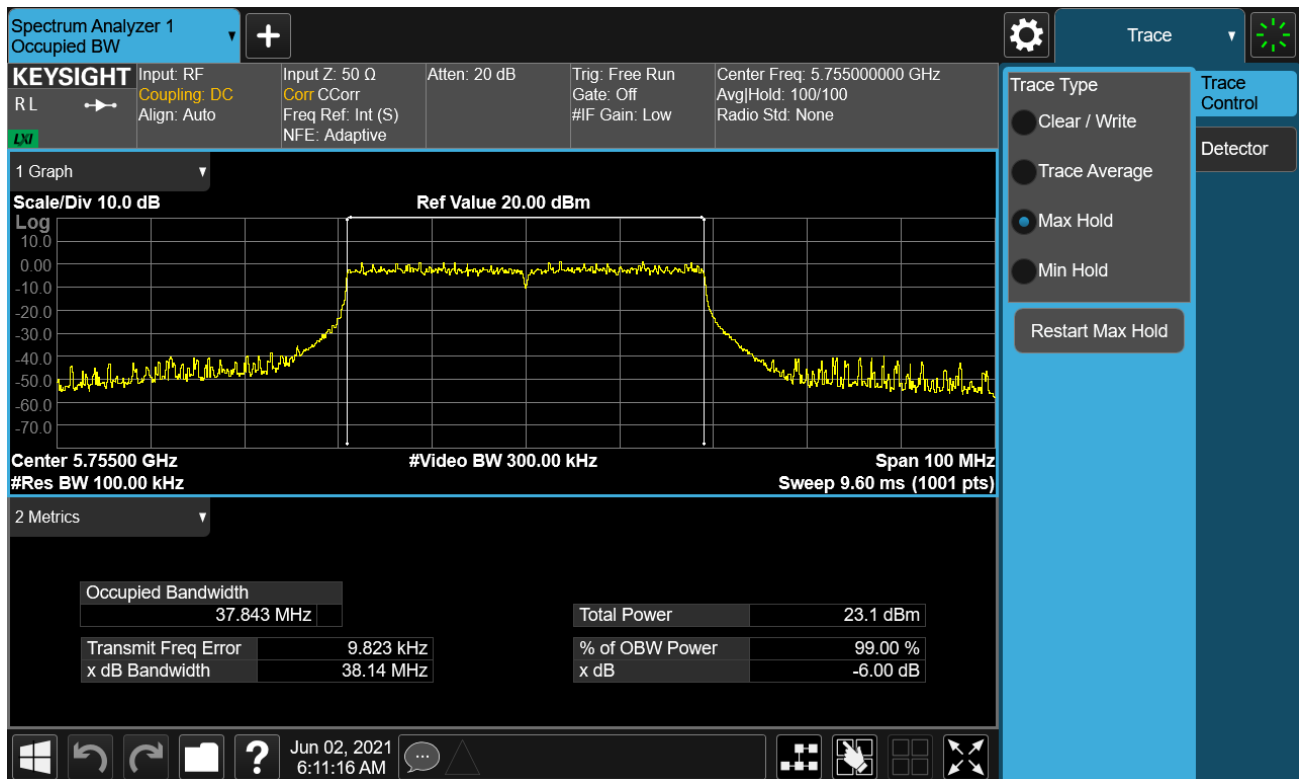 Spectrum Analyzer 1
Occupied BW
+
Trace
KEYSIGHT
R L
LXI
Input: RF
Coupling: DC
Align: Auto
Input Z: 50 Ω
Corr CCorr
Freq Ref: Int (S)
NFE: Adaptive
Atten: 20 dB
Trig: Free Run
Gate: Off
#IF Gain: Low
Center Freq: 5.755000000 GHz
Avg|Hold: 100/100
Radio Std: None
Trace Type
Clear / Write
Trace Average
Max Hold
Min Hold
Restart Max Hold
Trace
Control
Detector
1 Graph
Scale/Div 10.0 dB
Ref Value 20.00 dBm
Log
10.0
0.00
-10.0
-20.0
-30.0
-40.0
-50.0
-60.0
-70.0
Center 5.75500 GHz
#Video BW 300.00 kHz
Span 100 MHz
#Res BW 100.00 kHz
Sweep 9.60 ms (1001 pts)
2 Metrics
Occupied Bandwidth
37.843 MHz
Total Power 23.1 dBm
Transmit Freq Error 9.823 kHz
% of OBW Power 99.00 %
x dB Bandwidth 38.14 MHz
x dB -6.00 dB
?
Jun 02, 2021
6:11:16 AM